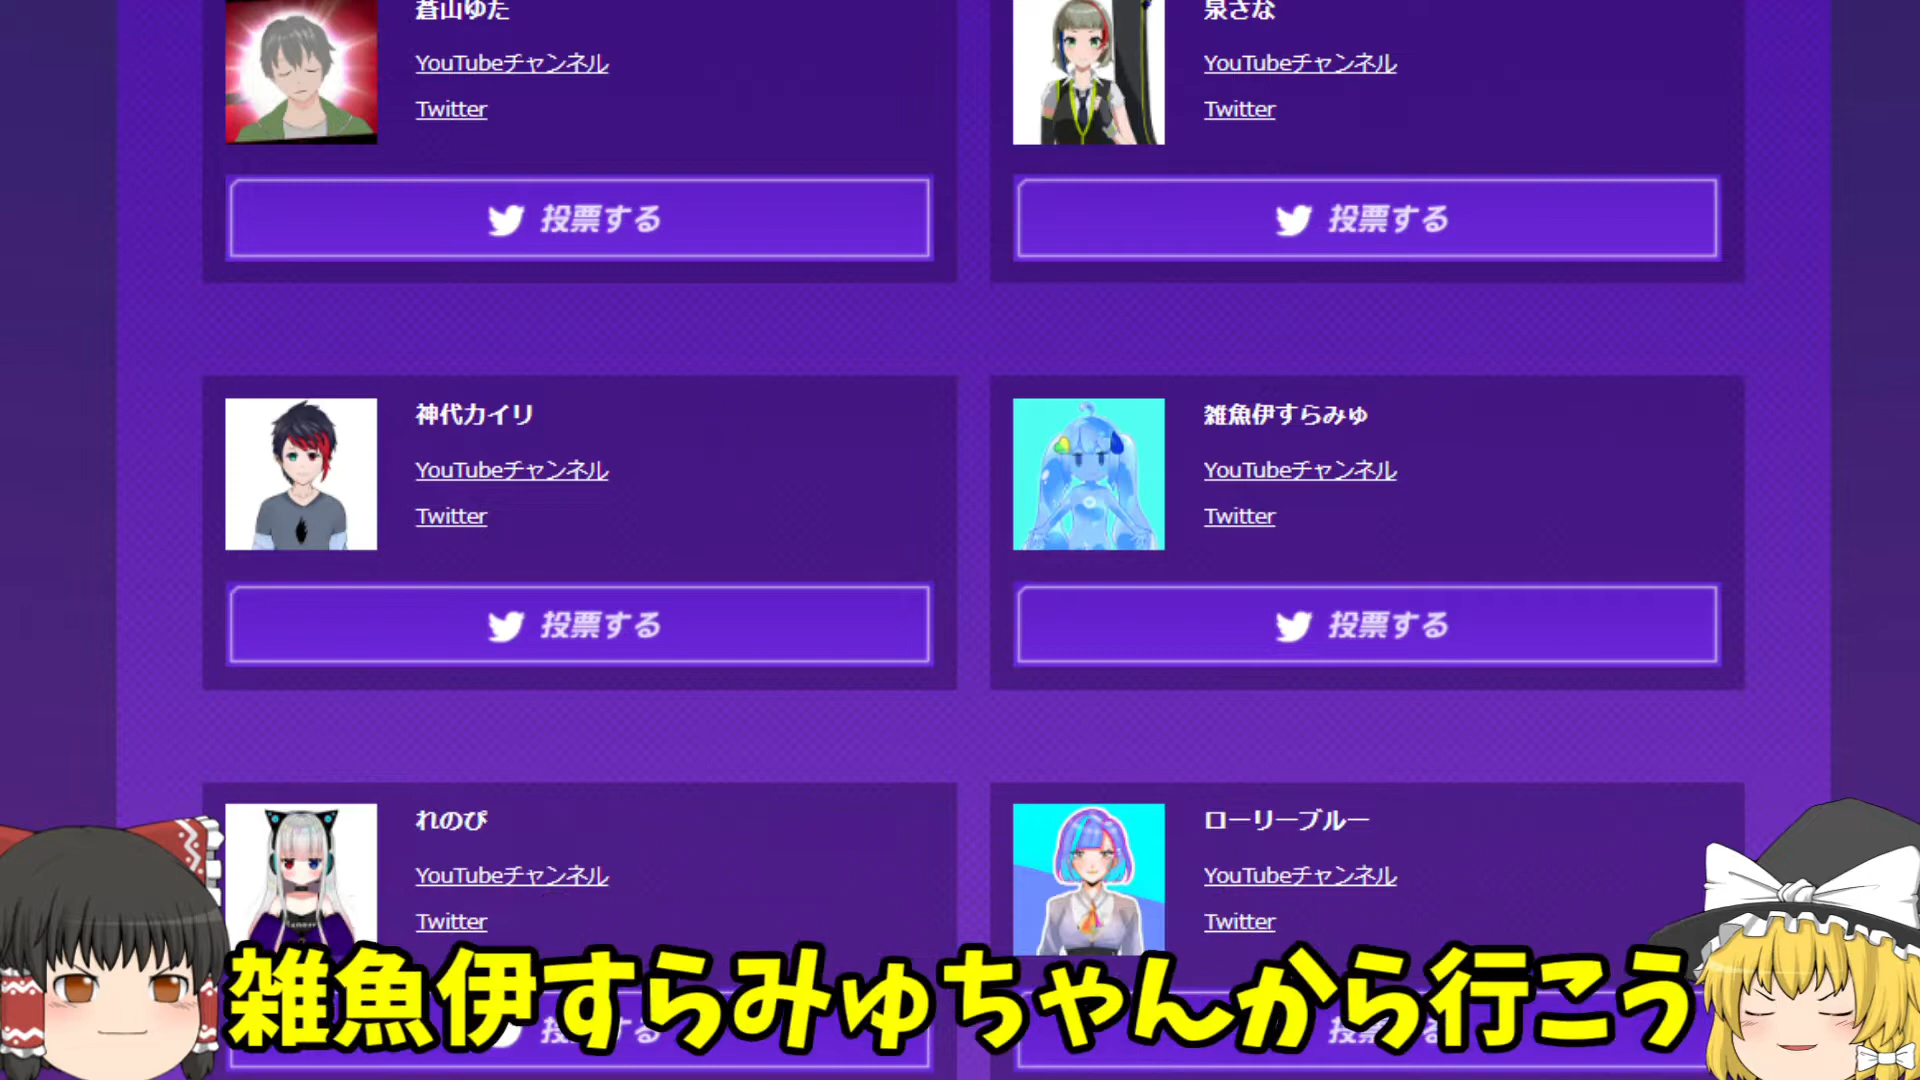 蒼山ゆた
YouTubeチャンネル
Twitter
投票する
泉さな
YouTubeチャンネル
Twitter
投票する
神代カイリ
YouTubeチャンネル
Twitter
投票する
雑魚伊すらみゅ
YouTubeチャンネル
Twitter
投票する
れのぴ
YouTubeチャンネル
Twitter
ローリーブルー
YouTubeチャンネル
Twitter
雑魚伊すらみゅちゃんから行こう